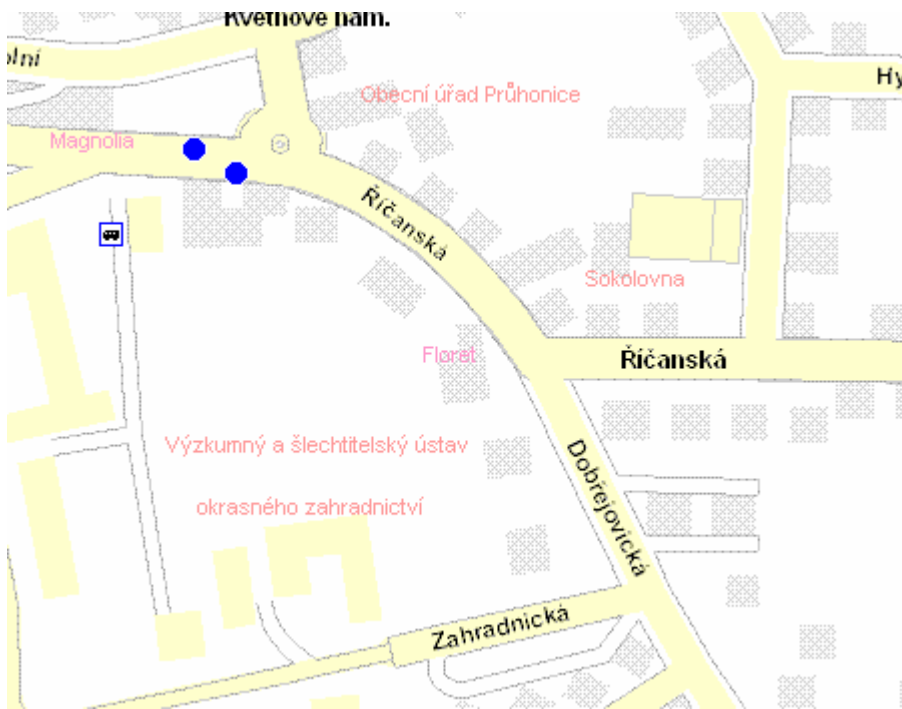 Květnové nám.
olní
Hy
Obecní úřad Průhonice
Magnolia
Říčanská
Sokolovna
Floret
Říčanská
Výzkumný a šlechtitelský ústav
okrasného zahradnictví
Dobřejovická
Zahradnická